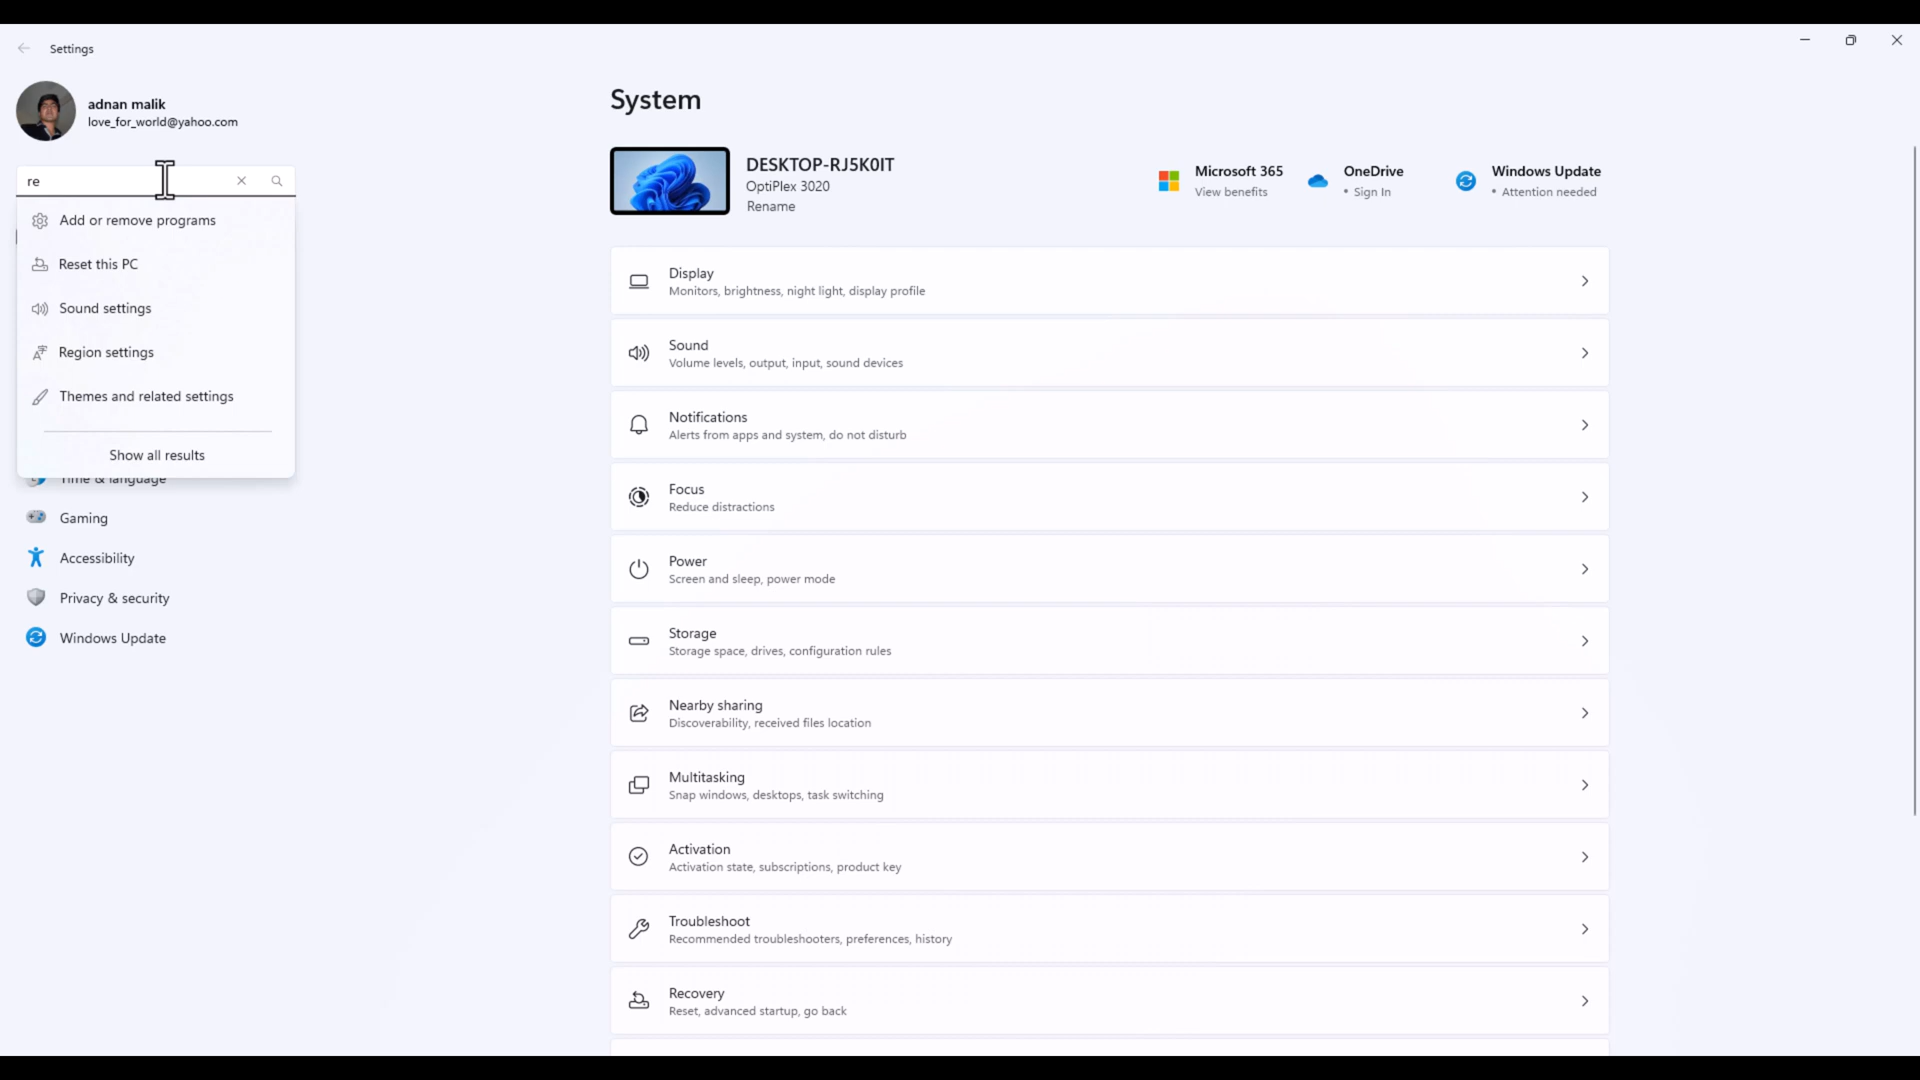 Settings
adnan malik
love_for_world@yahoo.com
re
Add or remove programs
Reset this PC
Sound settings
Region settings
Themes and related settings
Show all results
Time & language
Gaming
Accessibility
Privacy & security
Windows Update
System
DESKTOP-RJ5K0IT
OptiPlex 3020
Rename
Microsoft 365
View benefits
OneDrive
• Sign In
Windows Update
• Attention needed
Display
Monitors, brightness, night light, display profile
Sound
Volume levels, output, input, sound devices
Notifications
Alerts from apps and system, do not disturb
Focus
Reduce distractions
Power
Screen and sleep, power mode
Storage
Storage space, drives, configuration rules
Nearby sharing
Discoverability, received files location
Multitasking
Snap windows, desktops, task switching
Activation
Activation state, subscriptions, product key
Troubleshoot
Recommended troubleshooters, preferences, history
Recovery
Reset, advanced startup, go back